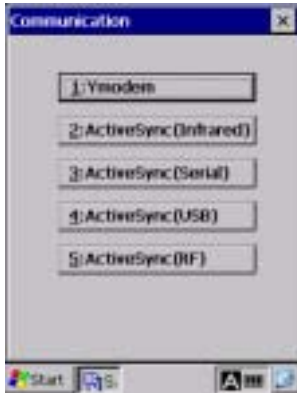 Communication
1:Ymodem
2:ActiveSync(Infrared)
3:ActiveSync(Serial)
4:ActiveSync(USB)
5:ActiveSync(RF)
Start S. A